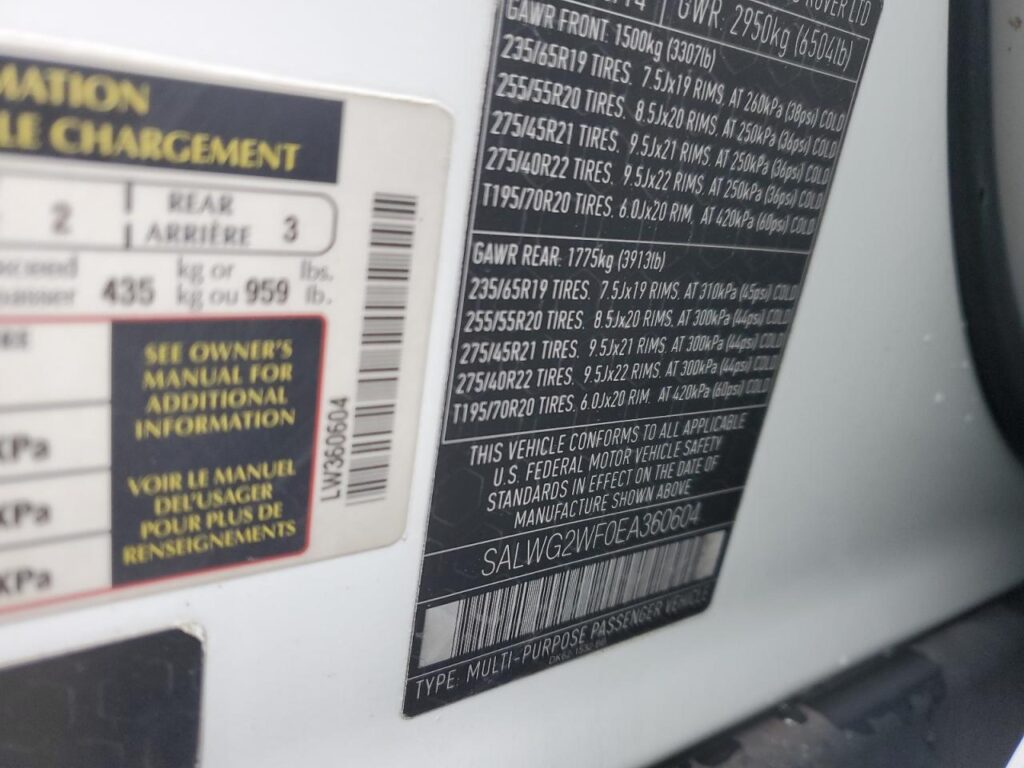 MATION
LE CHARGEMENT
2
REAR
ARRIÈRE
3
435
kg or
kg ou
959
lbs.
lb.
SEE OWNER'S
MANUAL FOR
ADDITIONAL
INFORMATION
KPa
KPa
KPa
VOIR LE MANUEL
DEL'USAGER
POUR PLUS DE
RENSEIGNEMENTS
LW360604
ROVER LTD
GWR: 2950kg (6504lb)
GAWR FRONT 1500kg (3307lb)
235/65R19 TIRES. 7.5Jx19 RIMS. AT 260kPa (38psi) COLD
255/55R20 TIRES. 8.5Jx20 RIMS. AT 250kPa (36psi) COLD
275/45R21 TIRES. 9.5Jx21 RIMS. AT 250kPa (36psi) COLD
275/40R22 TIRES. 9.5Jx22 RIMS. AT 250kPa (36psi) COLD
T195/70R20 TIRES. 6.0Jx20 RIM. AT 420kPa (60psi) COLD
GAWR REAR: 1775kg (3913lb)
235/65R19 TIRES. 7.5Jx19 RIMS. AT 310kPa (45psi) COLD
255/55R20 TIRES. 8.5Jx20 RIMS. AT 300kPa (44psi) COLD
275/45R21 TIRES. 9.5Jx21 RIMS. AT 300kPa (44psi) COLD
275/40R22 TIRES. 9.5Jx22 RIMS. AT 300kPa (44psi) COLD
T195/70R20 TIRES. 6.0Jx20 RIM. AT 420kPa (60psi) COLD
THIS VEHICLE CONFORMS TO ALL APPLICABLE
U.S. FEDERAL MOTOR VEHICLE SAFETY
STANDARDS IN EFFECT ON THE DATE OF
MANUFACTURE SHOWN ABOVE
SALWG2WF0EA360604
TYPE: MULTI-PURPOSE PASSENGER VEHICLE